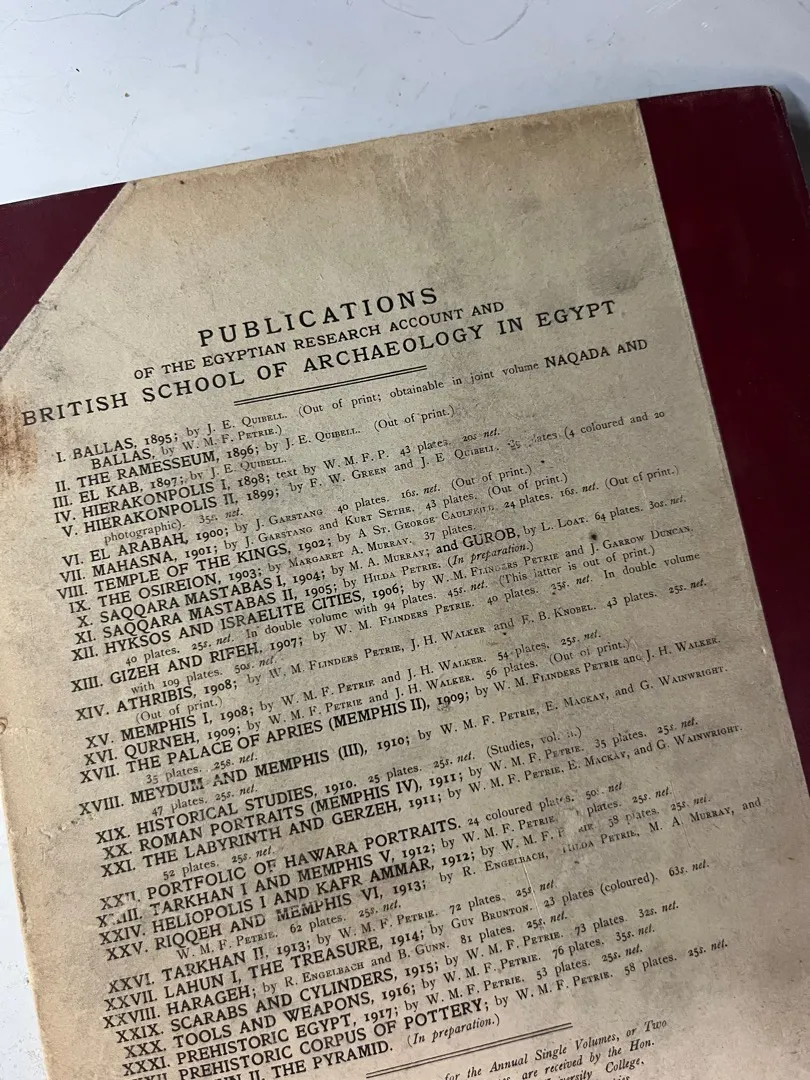 PUBLICATIONS
OF THE EGYPTIAN RESEARCH ACCOUNT AND
BRITISH SCHOOL OF ARCHAEOLOGY IN EGYPT
I. BALLAS, 1895; by J. E. QUIBELL. (Out of print; obtainable in joint volume NAQADA AND
BALLAS, by W. M. F. PETRIE.)
II. THE RAMESSEUM, 1896; by J. E. QUIBELL. (Out of print.)
III. EL KAB, 1897; by J. E. QUIBELL.
IV. HIERAKONPOLIS I, 1898; text by W. M. F. P. 43 plates. 20s. net.
V. HIERAKONPOLIS II, 1899; by F. W. GREEN and J. E. QUIBELL. plates (4 coloured and 20
photographic). 35s. net.
VI. EL ARABAH, 1900; by J. GARSTANG 40 plates. 16s. net. (Out of print.)
VII. MAHASNA, 1901; by J. GARSTANG and KURT SETHE. 43 plates. (Out of print.)
VIII. TEMPLE OF THE KINGS, 1902; by A ST. GEORGE CAULFEILD. 24 plates. 16s. net. (Out of print.)
IX. THE OSIREION, 1903; by MARGARET A. MURRAY. 37 plates.
X. SAQQARA MASTABAS I, 1904; by M. A. MURRAY; and GUROB, by L. LOAT. 64 plates. 30s. net.
XI. SAQQARA MASTABAS II, 1905; by HILDA PETRIE. (In preparation.)
XII. HYKSOS AND ISRAELITE CITIES, 1906; by W. M. FLINDERS PETRIE and J. GARROW DUNCAN.
40 plates. 25s. net. In double volume with 94 plates. 45s. net. (This latter is out of print.)
XIII. GIZEH AND RIFEH, 1907; by W. M. FLINDERS PETRIE. 40 plates. 25s. net. In double volume
with 109 plates. 50s. net.
XIV. ATHRIBIS, 1908; by W. M. FLINDERS PETRIE, J. H. WALKER and E. B. KNOBEL. 43 plates. 25s. net.
(Out of print.)
XV. MEMPHIS I, 1908; by W. M. F. PETRIE and J. H. WALKER. 54 plates. 25s. net.
XVI. QURNEH, 1909; by W. M. F. PETRIE and J. H. WALKER. 56 plates. (Out of print.)
XVII. THE PALACE OF APRIES (MEMPHIS II), 1909; by W. M. FLINDERS PETRIE and J. H. WALKER.
35 plates. 25s. net.
XVIII. MEYDUM AND MEMPHIS (III), 1910; by W. M. F. PETRIE, E. MACKAY, and G. WAINWRIGHT.
47 plates. 25s. net.
XIX. HISTORICAL STUDIES, 1910. 25 plates. 25s. net. (Studies, vol. ii.)
XX. ROMAN PORTRAITS (MEMPHIS IV), 1911; by W. M. F. PETRIE. 35 plates. 25s. net.
XXI. THE LABYRINTH AND GERZEH, 1911; by W. M. F. PETRIE, E. MACKAY, and G. WAINWRIGHT.
52 plates. 25s. net.
XXII. PORTFOLIO OF HAWARA PORTRAITS. 24 coloured plates. 50s. net
XXIII. TARKHAN I AND MEMPHIS V, 1912; by W. M. F. PETRIE. plates. 25s. net.
XXIV. HELIOPOLIS I AND KAFR AMMAR, 1912; by W. M. F. PETRIE 58 plates. 25s. net.
XXV. RIQQEH AND MEMPHIS VI, 1913; by R. ENGELBACH, HILDA PETRIE, M. A. MURRAY, and
W. M. F. PETRIE. 62 plates. 25s. net.
XXVI. TARKHAN II, 1913; by W. M. F. PETRIE. 72 plates. 25s. net.
XXVII. LAHUN I, THE TREASURE, 1914; by GUY BRUNTON. 23 plates (coloured). 63s. net.
XXVIII. HARAGEH; by R. ENGELBACH and B. GUNN. 81 plates. 25s. net.
XXIX. SCARABS AND CYLINDERS, 1915; by W. M. F. PETRIE. 73 plates. 32s. net.
XXX. TOOLS AND WEAPONS, 1916; by W. M. F. PETRIE. 76 plates. 35s. net.
XXXI. PREHISTORIC EGYPT, 1917; by W. M. F. PETRIE. 53 plates. 25s. net.
PREHISTORIC CORPUS OF POTTERY; by W. M. F. PETRIE. 58 plates. 25s. net.
II. THE PYRAMID. (In preparation.)
for the Annual Single Volumes, or Two
are received by the Hon.
University College,